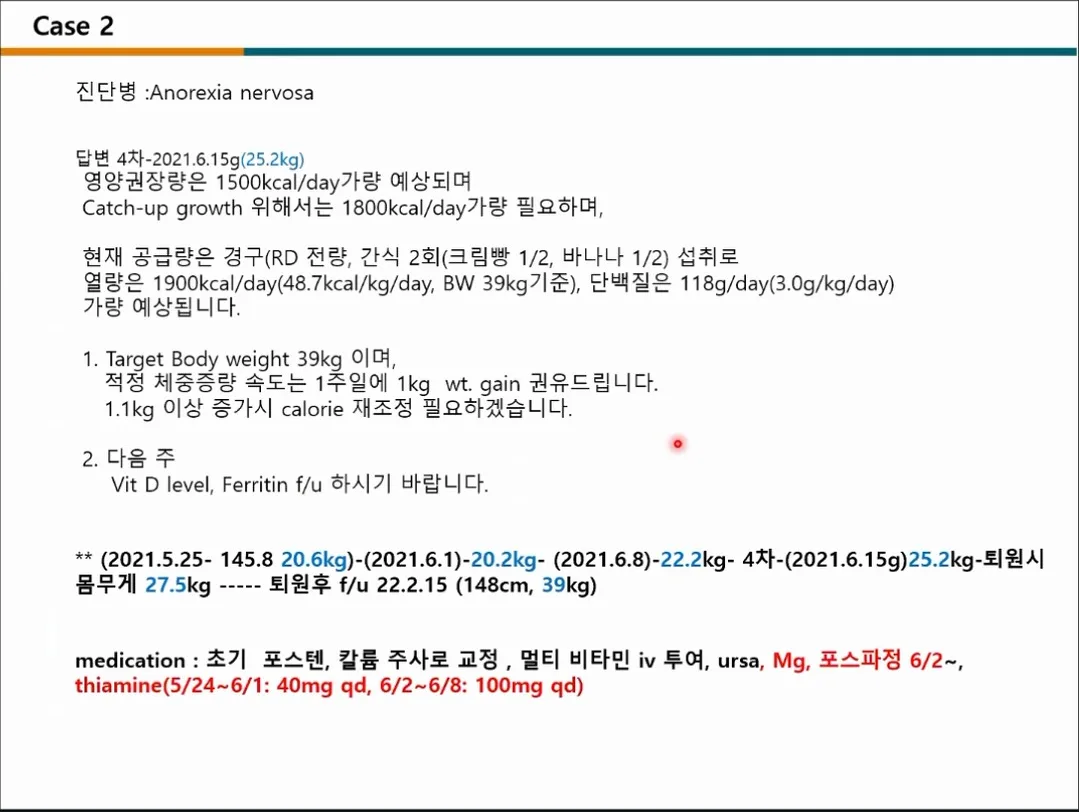 Case 2
진단병 :Anorexia nervosa
답변 4차-2021.6.15g(25.2kg)
영양권장량은 1500kcal/day가량 예상되며
Catch-up growth 위해서는 1800kcal/day가량 필요하며,
현재 공급량은 경구(RD 전량, 간식 2회(크림빵 1/2, 바나나 1/2) 섭취로
열량은 1900kcal/day(48.7kcal/kg/day, BW 39kg기준), 단백질은 118g/day(3.0g/kg/day)
가량 예상됩니다.
1. Target Body weight 39kg 이며,
적정 체중증량 속도는 1주일에 1kg wt. gain 권유드립니다.
1.1kg 이상 증가시 calorie 재조정 필요하겠습니다.
2. 다음 주
Vit D level, Ferritin f/u 하시기 바랍니다.
** (2021.5.25- 145.8 20.6kg)-(2021.6.1)-20.2kg- (2021.6.8)-22.2kg- 4차-(2021.6.15g)25.2kg-퇴원시
몸무게 27.5kg ----- 퇴원후 f/u 22.2.15 (148cm, 39kg)
medication : 초기 포스텐, 칼륨 주사로 교정 , 멀티 비타민 iv 투여, ursa, Mg, 포스파정 6/2~,
thiamine(5/24~6/1: 40mg qd, 6/2~6/8: 100mg qd)